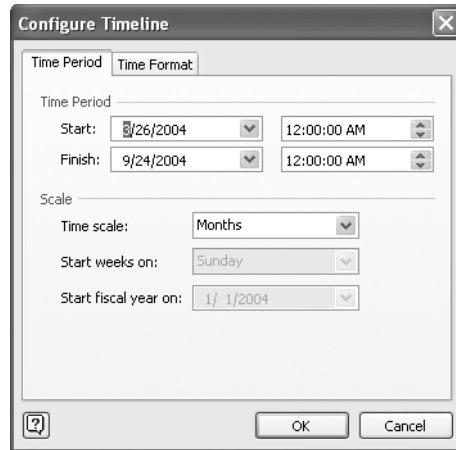 Configure Timeline
Time Period Time Format
Time Period
Start: 3/26/2004 12:00:00 AM
Finish: 9/24/2004 12:00:00 AM
Scale
Time scale: Months
Start weeks on: Sunday
Start fiscal year on: 1/ 1/2004
OK Cancel